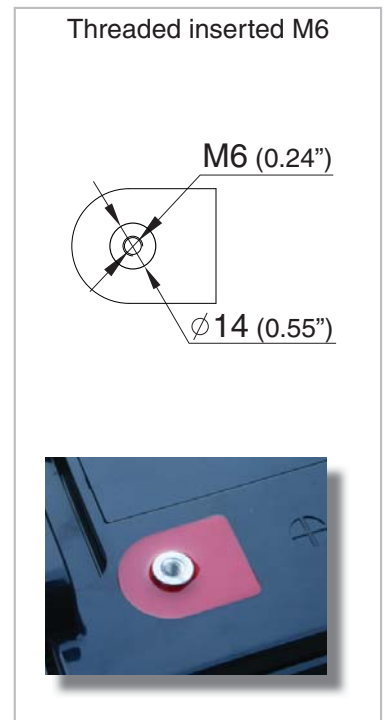 Threaded inserted M6
M6 (0.24”)
⌀14 (0.55”)